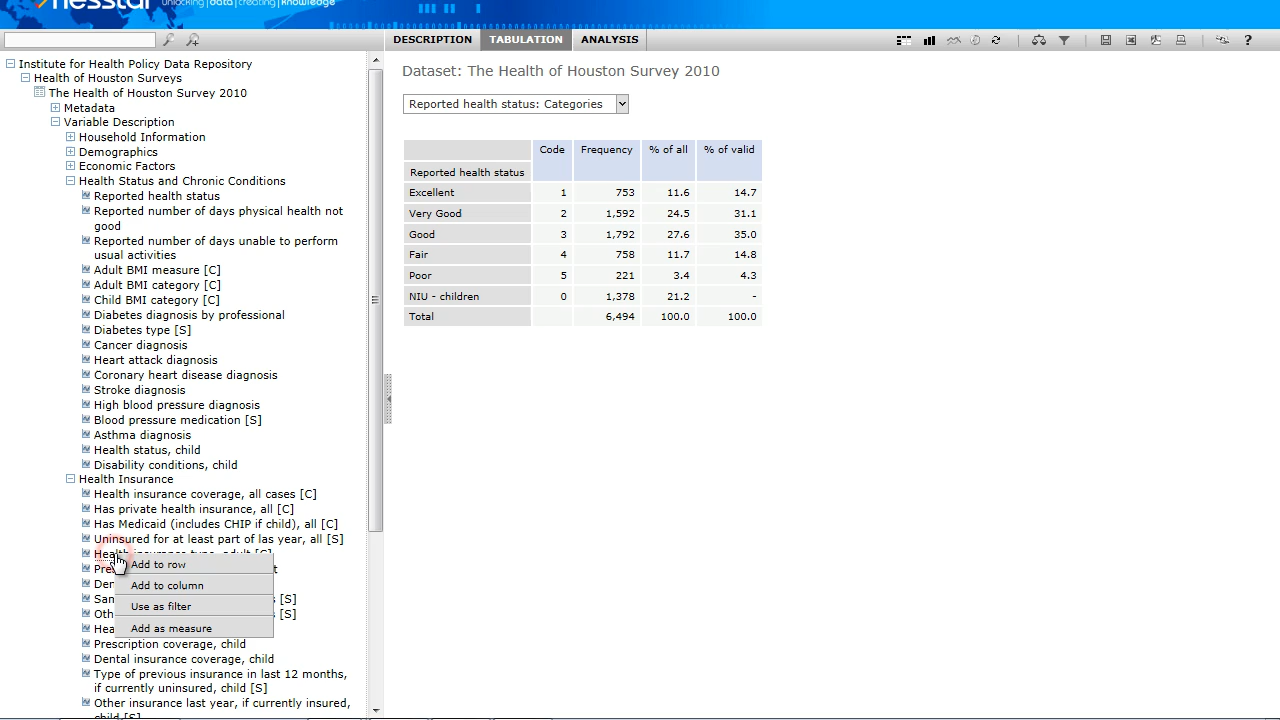 nesstar unlocking|data|creating|knowledge
DESCRIPTION TABULATION ANALYSIS
?
Institute for Health Policy Data Repository
Health of Houston Surveys
The Health of Houston Survey 2010
Metadata
Variable Description
Household Information
Demographics
Economic Factors
Health Status and Chronic Conditions
Reported health status
Reported number of days physical health not
good
Reported number of days unable to perform
usual activities
Adult BMI measure [C]
Adult BMI category [C]
Child BMI category [C]
Diabetes diagnosis by professional
Diabetes type [S]
Cancer diagnosis
Heart attack diagnosis
Coronary heart disease diagnosis
Stroke diagnosis
High blood pressure diagnosis
Blood pressure medication [S]
Asthma diagnosis
Health status, child
Disability conditions, child
Health Insurance
Health insurance coverage, all cases [C]
Has private health insurance, all [C]
Has Medicaid (includes CHIP if child), all [C]
Uninsured for at least part of las year, all [S]
Health insurance type, adult [C]
Add to row
Add to column
Use as filter
Add as measure
[S]
[S]
Prescription coverage, child
Dental insurance coverage, child
Type of previous insurance in last 12 months,
if currently uninsured, child [S]
Other insurance last year, if currently insured,
child [S]
Dataset: The Health of Houston Survey 2010
Reported health status: Categories
Code Frequency % of all % of valid
Reported health status
Excellent 1 753 11.6 14.7
Very Good 2 1,592 24.5 31.1
Good 3 1,792 27.6 35.0
Fair 4 758 11.7 14.8
Poor 5 221 3.4 4.3
NIU - children 0 1,378 21.2 -
Total 6,494 100.0 100.0